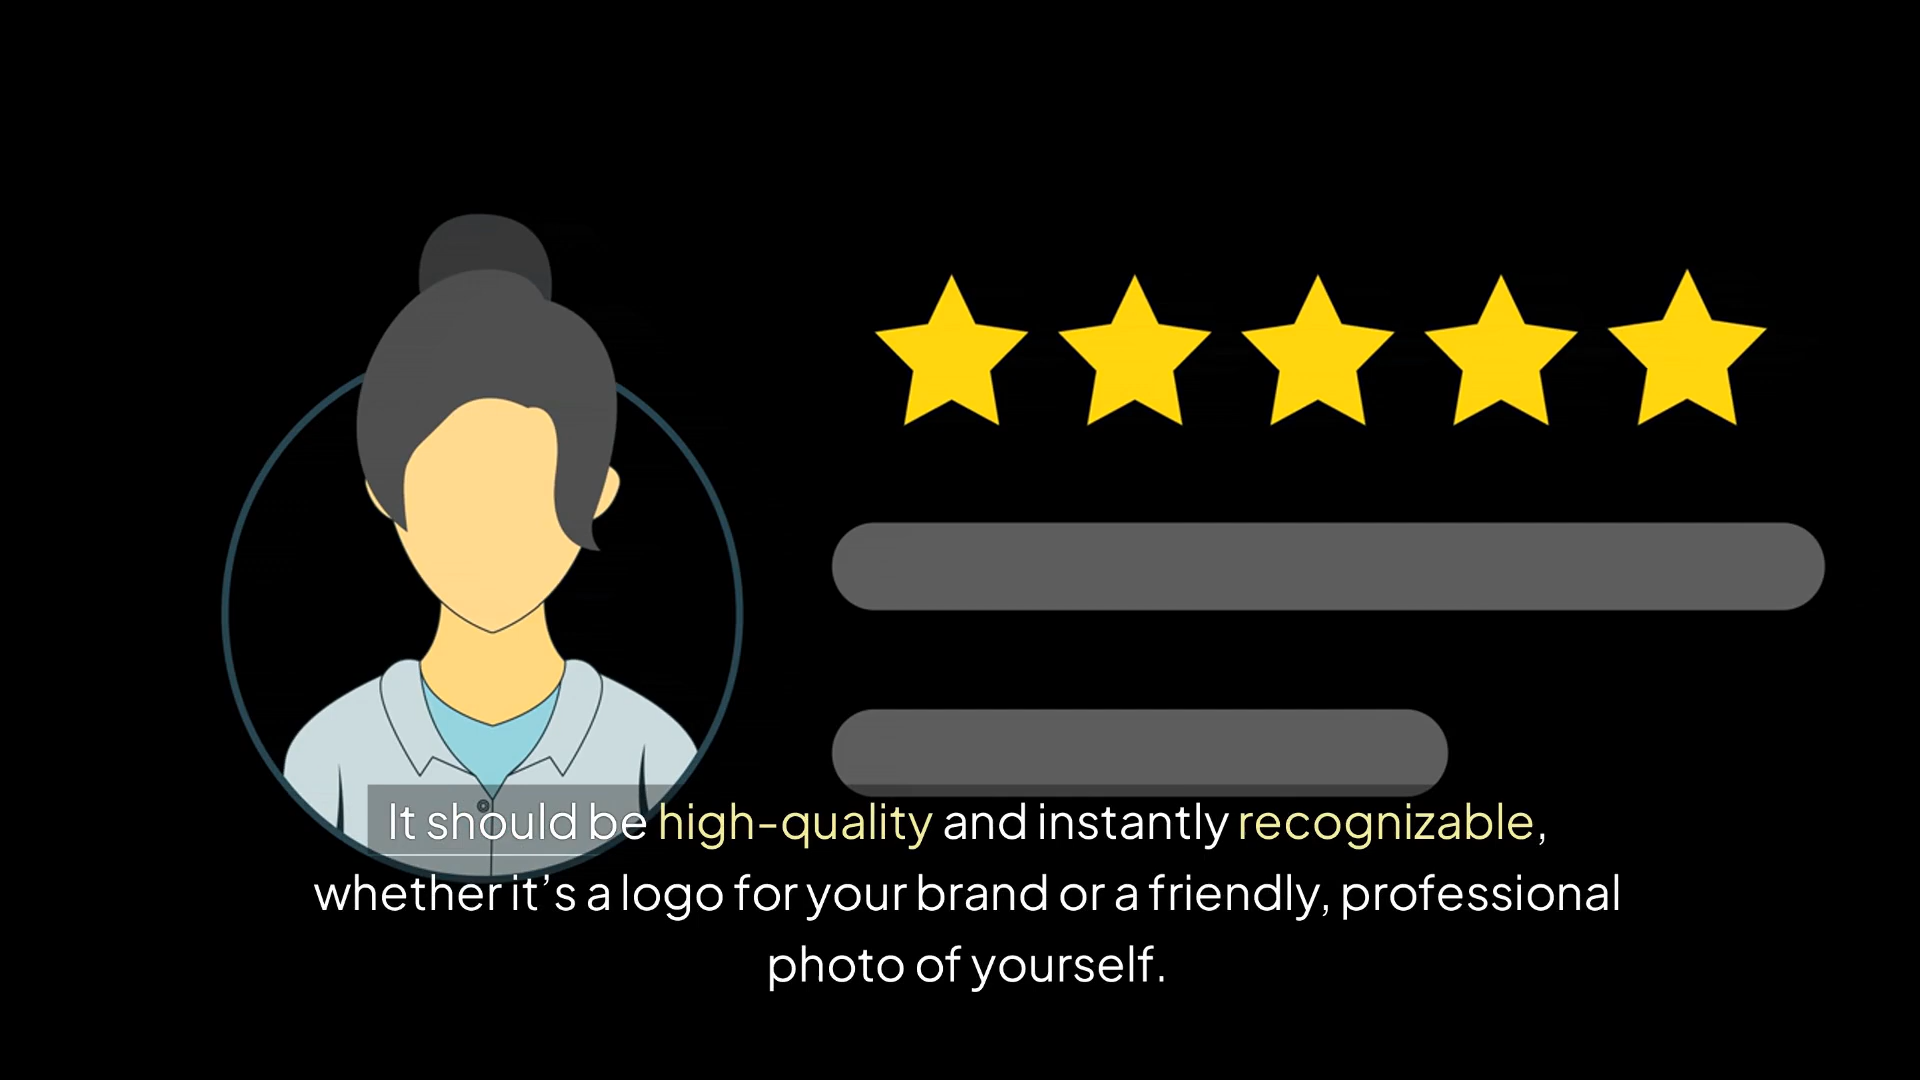 It should be high-quality and instantly recognizable,
whether it’s a logo for your brand or a friendly, professional
photo of yourself.